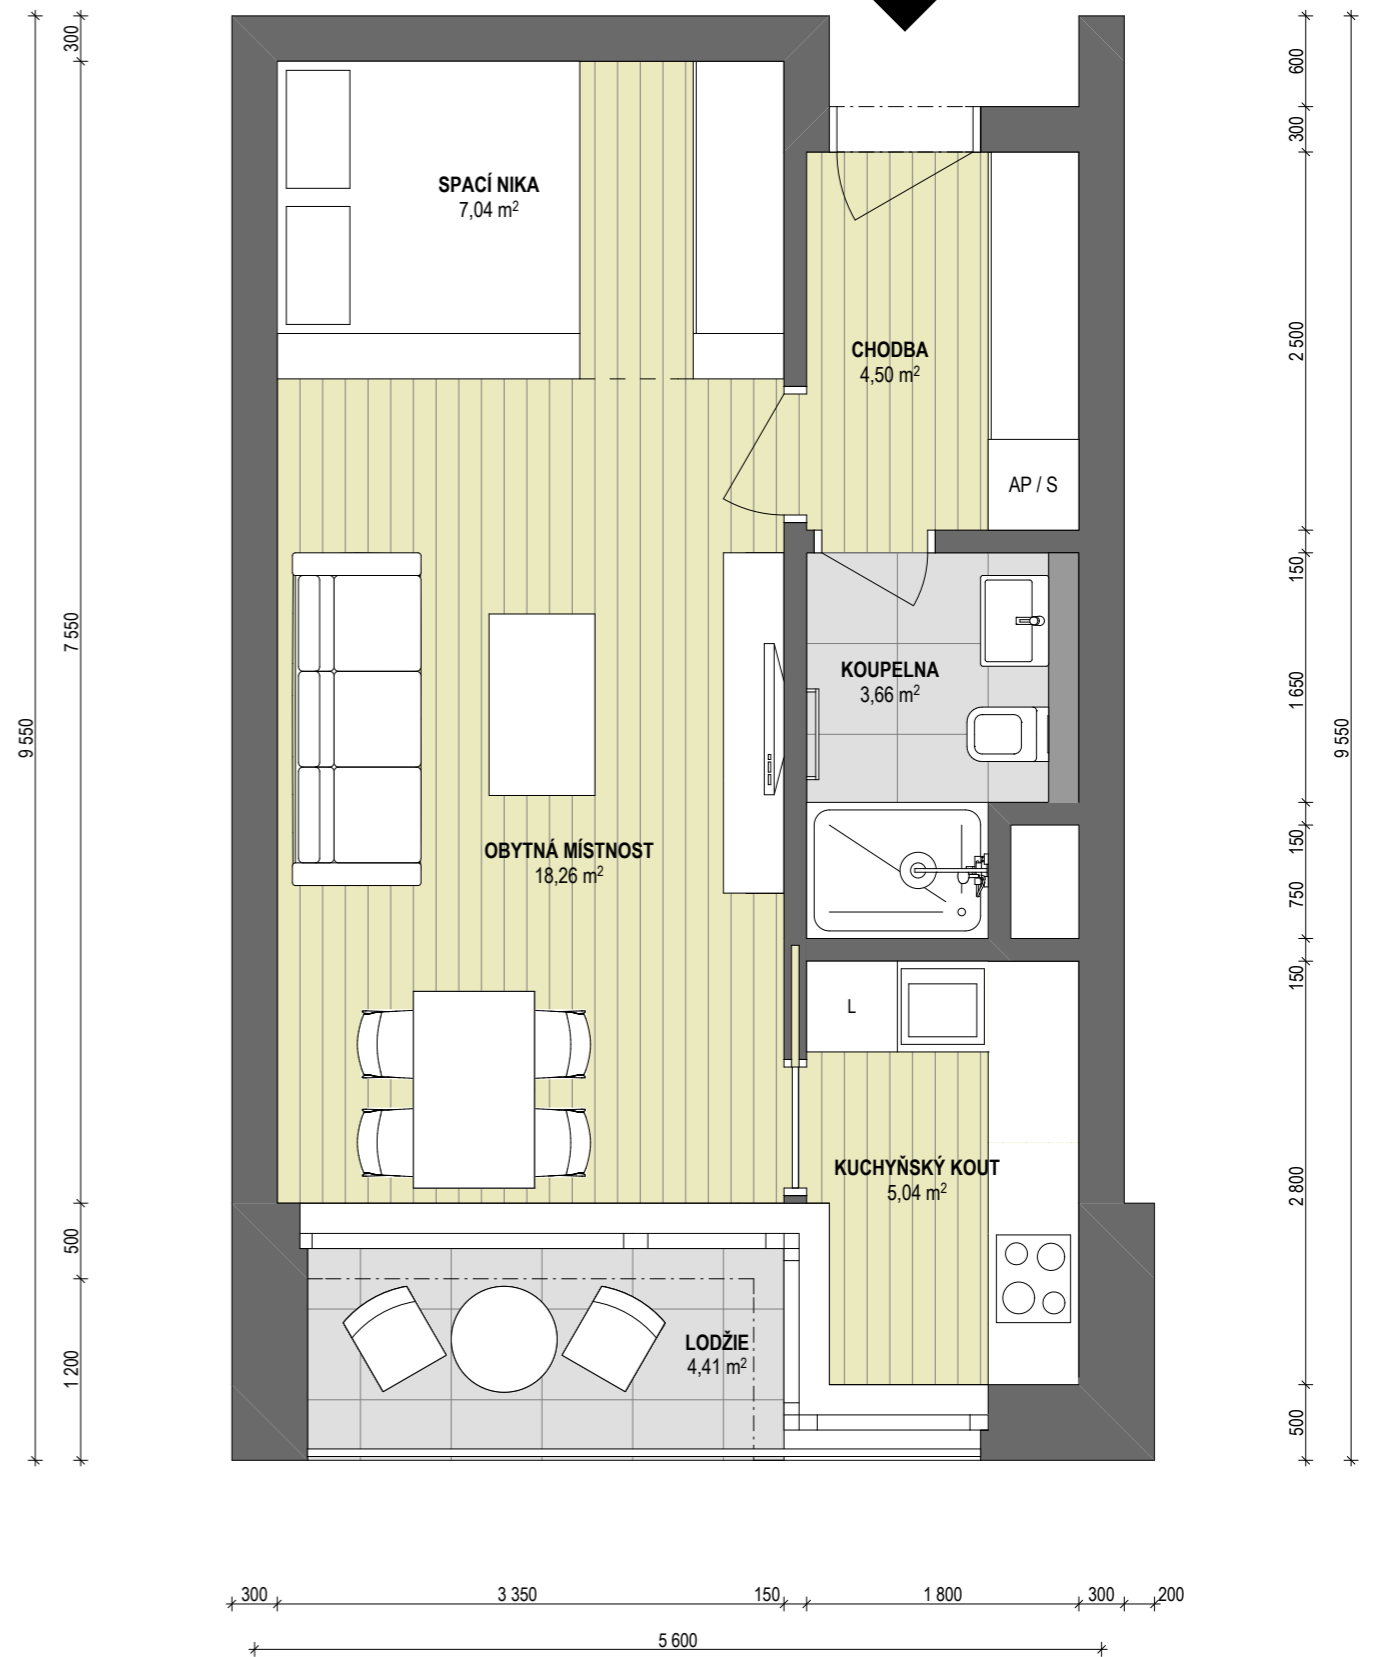 SPACÍ NIKA
7,04 m²
CHODBA
4,50 m²
AP / S
KOUPELNA
3,66 m²
OBYTNÁ MÍSTNOST
18,26 m²
L
KUCHYŇSKÝ KOUT
5,04 m²
LODŽIE
4,41 m²
300
7 550
9 550
500
1 200
600
300
2 500
150
1 650
150
750
150
2 800
500
9 550
300
3 350
150
1 800
300
200
5 600